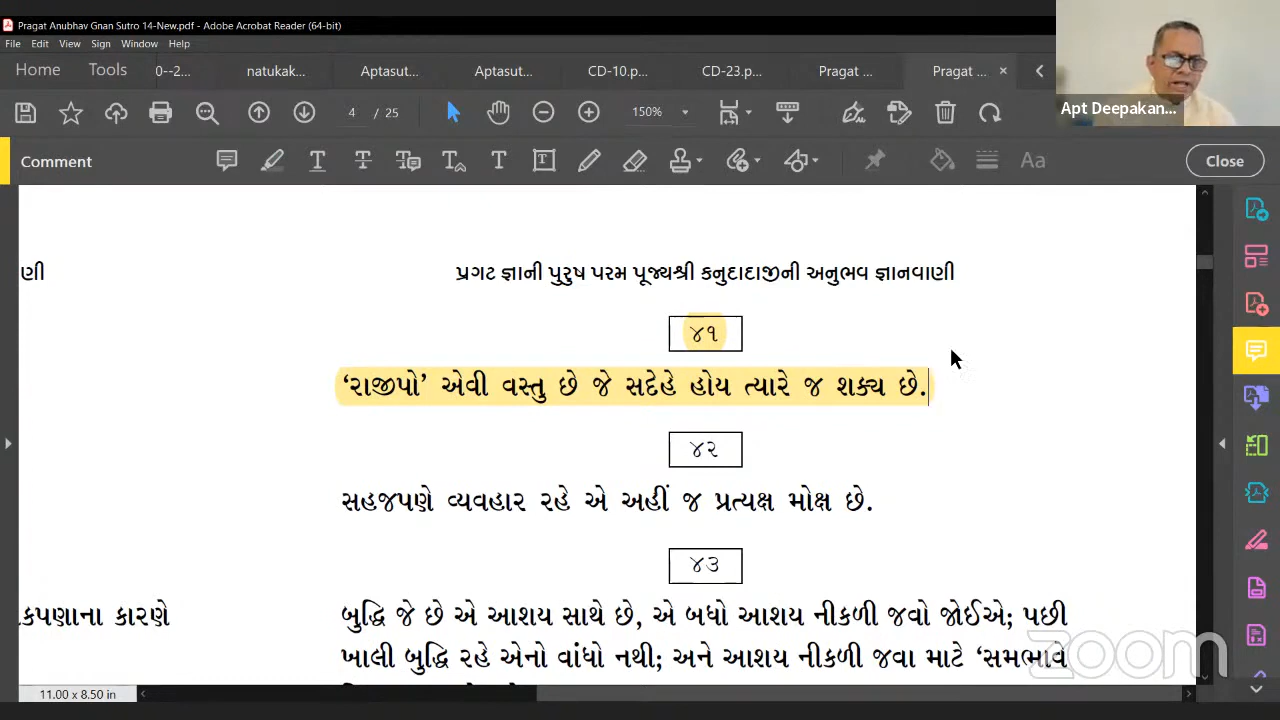 Pragat Anubhav Gnan Sutro 14-New.pdf - Adobe Acrobat Reader (64-bit)
File Edit View Sign Window Help
Home Tools 0--2... natukak... Aptasut... Aptasut... CD-10.p... CD-23.p... Pragat ... Pragat ...
4 / 25 150%
Apt Deepakan...
Comment Close
ણી
પ્રગટ જ્ઞાની પુરુષ પરમ પૂજ્યશ્રી કનુદાદાજીની અનુભવ જ્ઞાનવાણી
૪૧
‘રાજીપો’ એવી વસ્તુ છે જે સદેહે હોય ત્યારે જ શક્ય છે.
૪૨
સહજપણે વ્યવહાર રહે એ અહીં જ પ્રત્યક્ષ મોક્ષ છે.
૪૩
કપણાના કારણે
બુદ્ધિ જે છે એ આશય સાથે છે, એ બધો આશય નીકળી જવો જોઈએ; પછી
ખાલી બુદ્ધિ રહે એનો વાંધો નથી; અને આશય નીકળી જવા માટે ‘સમભાવે
zoom
11.00 x 8.50 in